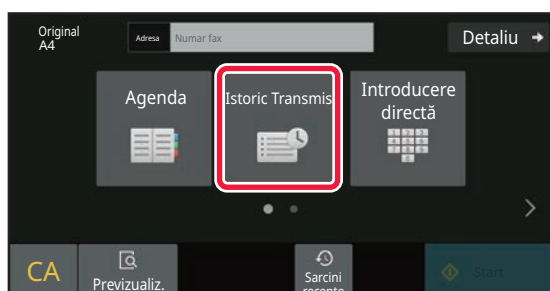 Original
A4
Adresa
Numar fax
Detaliu
Agenda
Istoric Transmis
Introducere
directă
CA
Previzualiz.
Sarcini
recente
Start